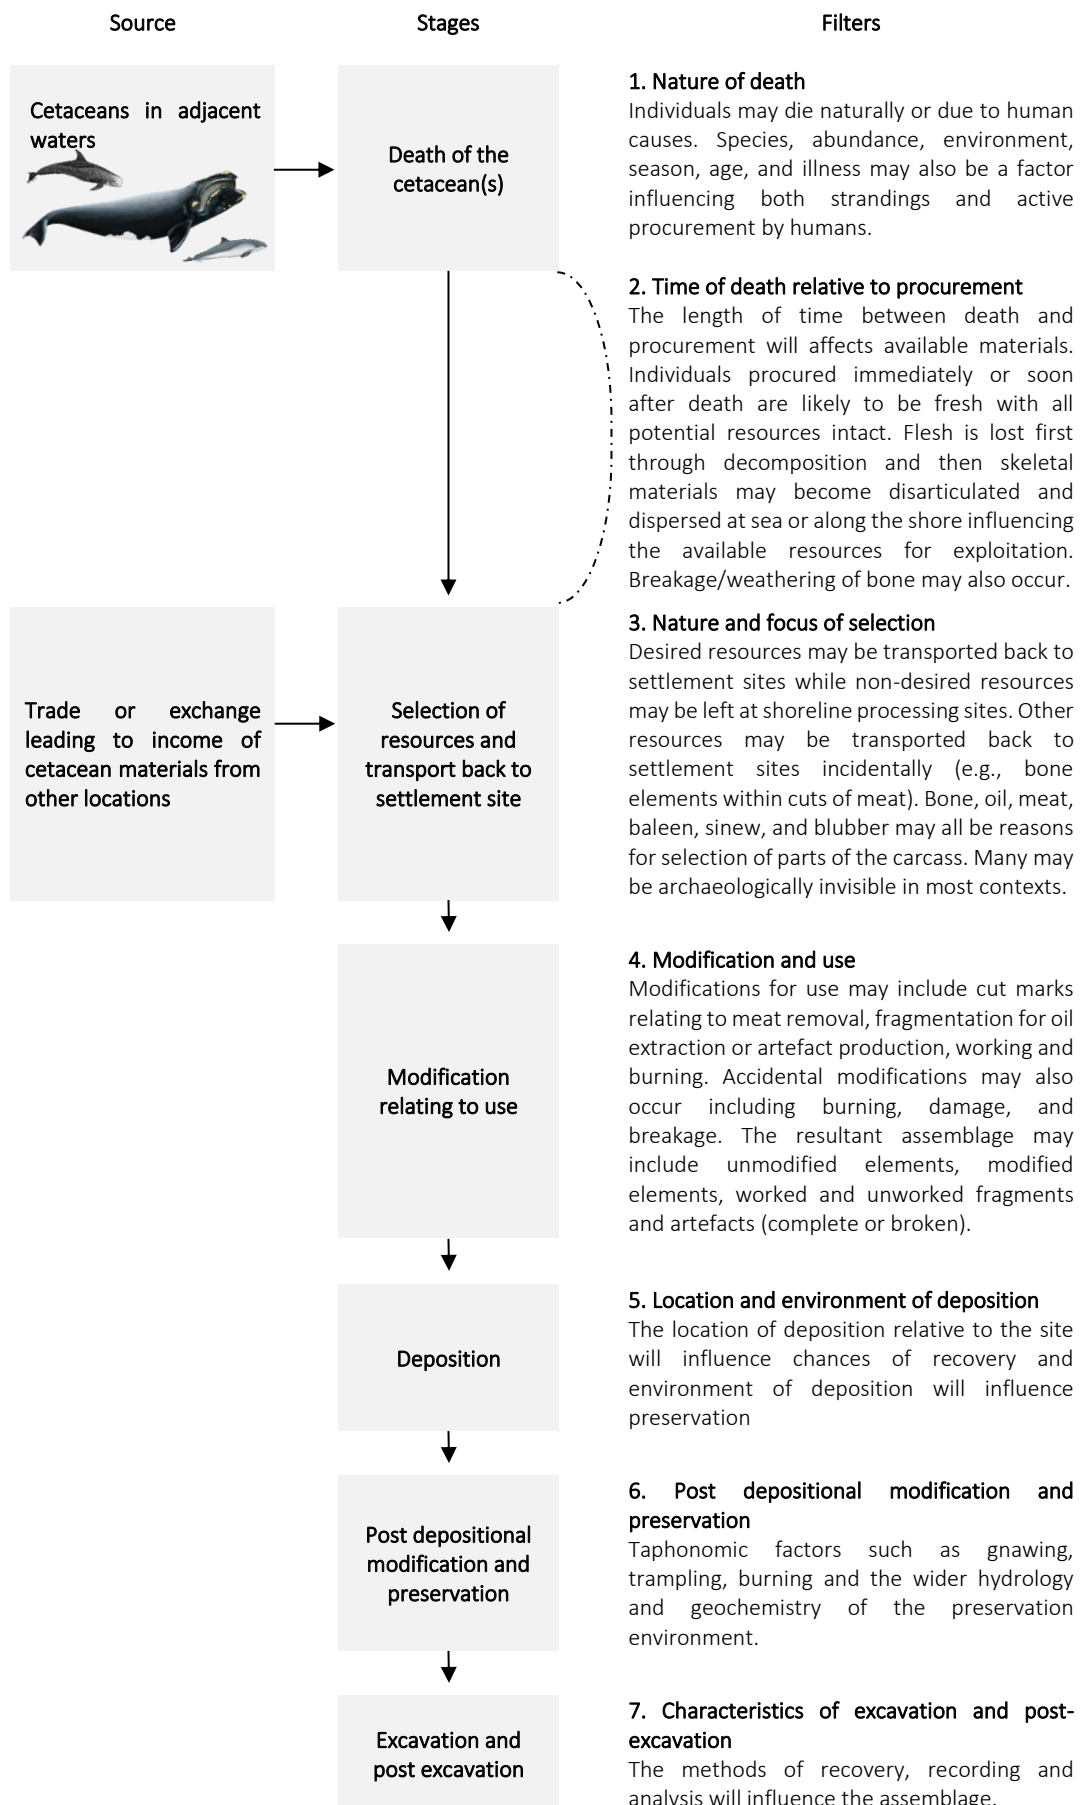 Source
Stages
Filters
Cetaceans in adjacent
waters
Death of the
cetacean(s)
1. Nature of death
Individuals may die naturally or due to human
causes. Species, abundance, environment,
season, age, and illness may also be a factor
influencing both strandings and active
procurement by humans.
2. Time of death relative to procurement
The length of time between death and
procurement will affects available materials.
Individuals procured immediately or soon
after death are likely to be fresh with all
potential resources intact. Flesh is lost first
through decomposition and then skeletal
materials may become disarticulated and
dispersed at sea or along the shore influencing
the available resources for exploitation.
Breakage/weathering of bone may also occur.
Trade or exchange
leading to income of
cetacean materials from
other locations
Selection of
resources and
transport back to
settlement site
3. Nature and focus of selection
Desired resources may be transported back to
settlement sites while non-desired resources
may be left at shoreline processing sites. Other
resources may be transported back to
settlement sites incidentally (e.g., bone
elements within cuts of meat). Bone, oil, meat,
baleen, sinew, and blubber may all be reasons
for selection of parts of the carcass. Many may
be archaeologically invisible in most contexts.
Modification
relating to use
4. Modification and use
Modifications for use may include cut marks
relating to meat removal, fragmentation for oil
extraction or artefact production, working and
burning. Accidental modifications may also
occur including burning, damage, and
breakage. The resultant assemblage may
include unmodified elements, modified
elements, worked and unworked fragments
and artefacts (complete or broken).
Deposition
5. Location and environment of deposition
The location of deposition relative to the site
will influence chances of recovery and
environment of deposition will influence
preservation
Post depositional
modification and
preservation
6. Post depositional modification and
preservation
Taphonomic factors such as gnawing,
trampling, burning and the wider hydrology
and geochemistry of the preservation
environment.
Excavation and
post excavation
7. Characteristics of excavation and post-
excavation
The methods of recovery, recording and
analysis will influence the assemblage.